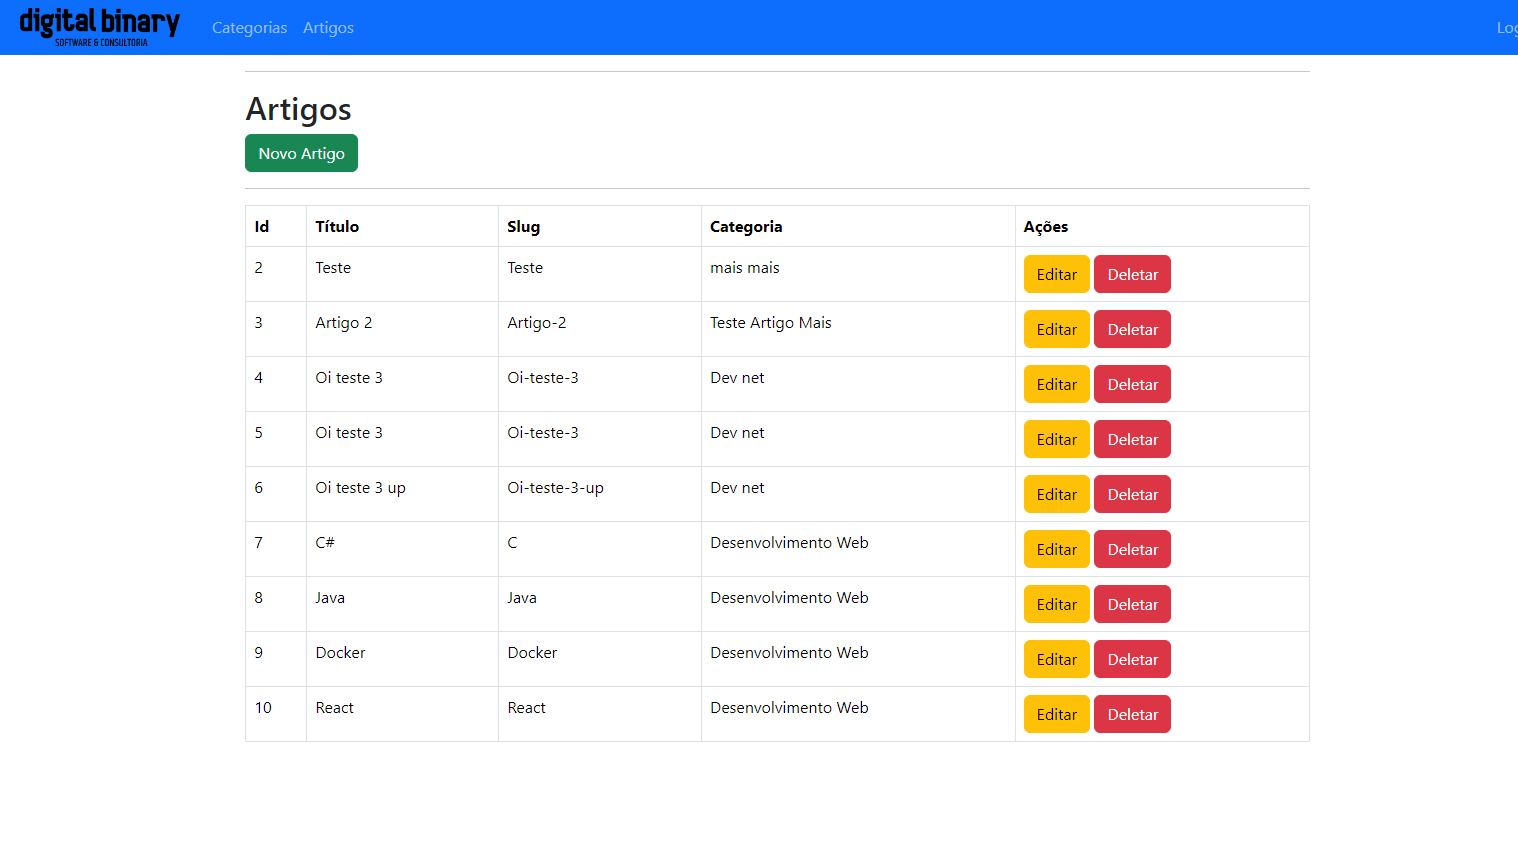 digital binary
SOFTWARE & CONSULTORIA
Categorias Artigos
Artigos
Novo Artigo
Id Título Slug Categoria Ações
2 Teste Teste mais mais Editar Deletar
3 Artigo 2 Artigo-2 Teste Artigo Mais Editar Deletar
4 Oi teste 3 Oi-teste-3 Dev net Editar Deletar
5 Oi teste 3 Oi-teste-3 Dev net Editar Deletar
6 Oi teste 3 up Oi-teste-3-up Dev net Editar Deletar
7 C# C Desenvolvimento Web Editar Deletar
8 Java Java Desenvolvimento Web Editar Deletar
9 Docker Docker Desenvolvimento Web Editar Deletar
10 React React Desenvolvimento Web Editar Deletar